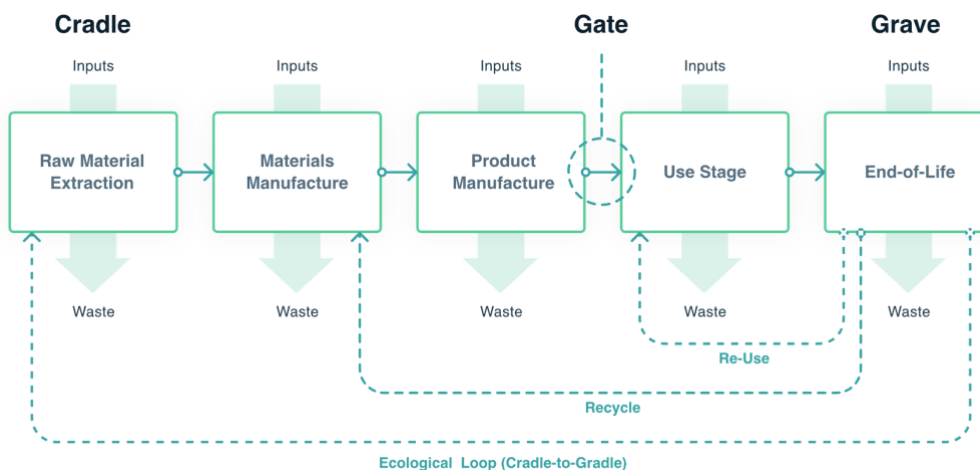 Cradle
Gate
Grave
Inputs
Inputs
Inputs
Inputs
Inputs
Raw Material
Extraction
Materials
Manufacture
Product
Manufacture
Use Stage
End-of-Life
Waste
Waste
Waste
Waste
Waste
Re-Use
Recycle
Ecological Loop (Cradle-to-Gradle)